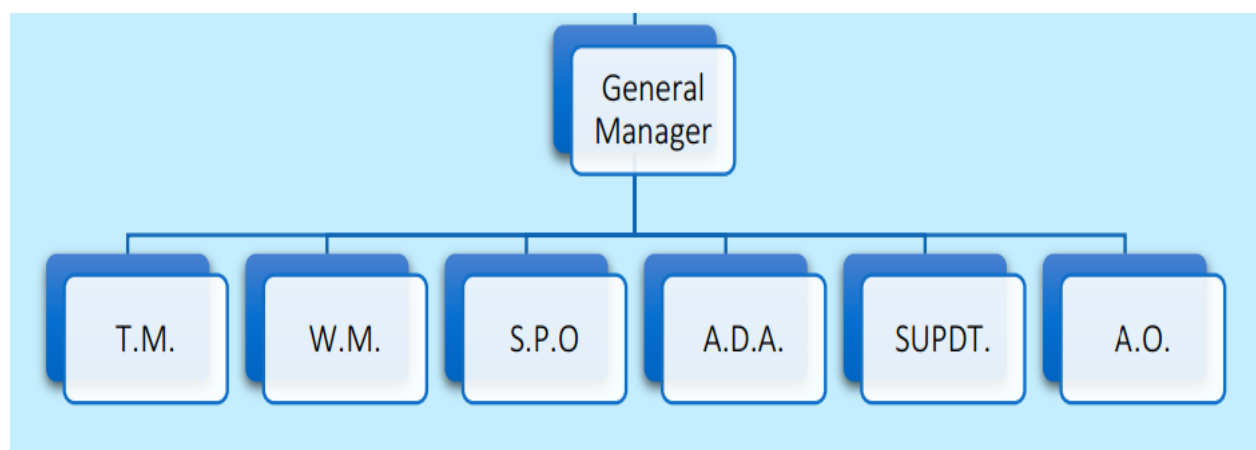 General
Manager
T.M.
W.M.
S.P.O
A.D.A.
SUPDT.
A.O.